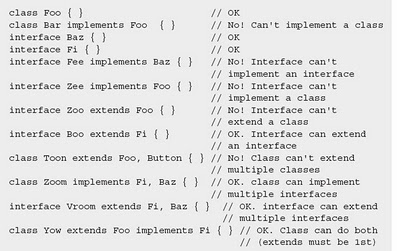 class Foo { } // OK
class Bar implements Foo { } // No! Can't implement a class
interface Baz { } // OK
interface Fi { } // OK
interface Fee implements Baz { } // No! Interface can't
// implement an interface
interface Zee implements Foo { } // No! Interface can't
// implement a class
interface Zoo extends Foo { } // No! Interface can't
// extend a class
interface Boo extends Fi { } // OK. Interface can extend
// an interface
class Toon extends Foo, Button { } // No! Class can't extend
// multiple classes
class Zoom implements Fi, Baz { } // OK. class can implement
// multiple interfaces
interface Vroom extends Fi, Baz { } // OK. interface can extend
// multiple interfaces
class Yow extends Foo implements Fi { } // OK. Class can do both
// (extends must be 1st)